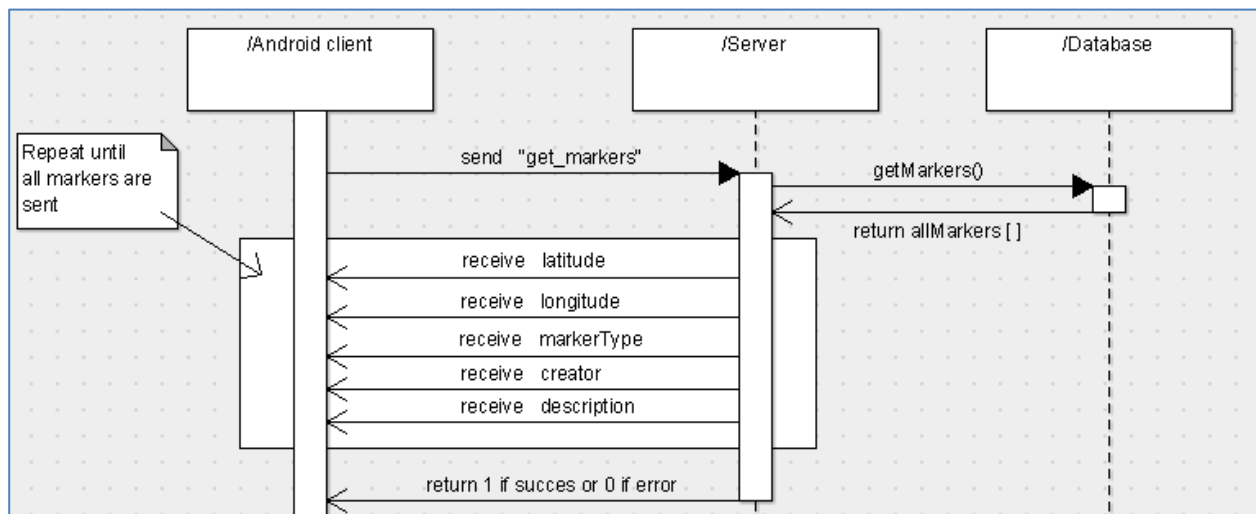 /Android client
/Server
/Database
Repeat until
all markers are
sent
send "get_markers"
getMarkers()
return allMarkers [ ]
receive latitude
receive longitude
receive markerType
receive creator
receive description
return 1 if succes or 0 if error